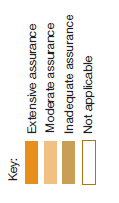 Key:
Extensive assurance
Moderate assurance
Inadequate assurance
Not applicable